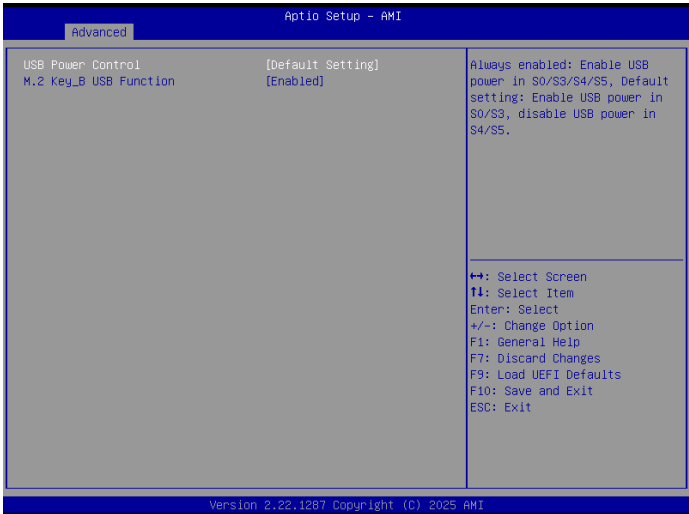 Aptio Setup – AMI
Advanced
USB Power Control [Default Setting]
M.2 Key_B USB Function [Enabled]
Always enabled: Enable USB
power in S0/S3/S4/S5, Default
setting: Enable USB power in
S0/S3, disable USB power in
S4/S5.
↔: Select Screen
↑↓: Select Item
Enter: Select
+/-: Change Option
F1: General Help
F7: Discard Changes
F9: Load UEFI Defaults
F10: Save and Exit
ESC: Exit
Version 2.22.1287 Copyright (C) 2025 AMI